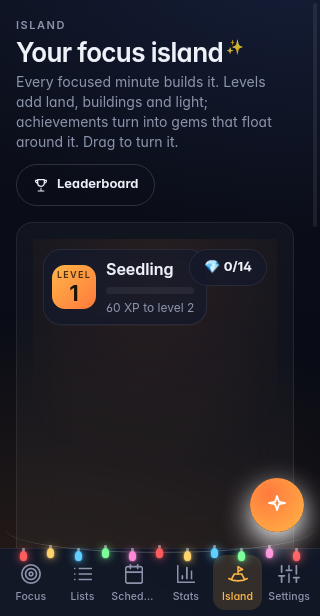 ISLAND
Your focus island✨
Every focused minute builds it. Levels
add land, buildings and light;
achievements turn into gems that float
around it. Drag to turn it.
Leaderboard
LEVEL
1
Seedling
60 XP to level 2
💎 0/14
Focus
Lists
Sched...
Stats
Island
Settings